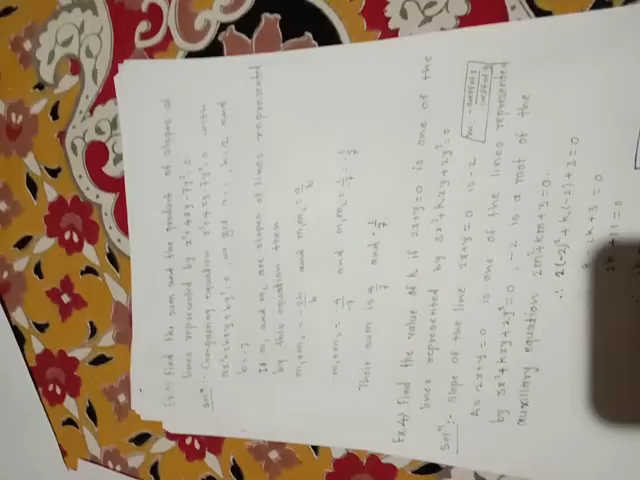 Ex.3) Find the sum and the product of slopes of
lines represented by x²+4xy-7y²=0.
Solⁿ:- Comparing equation x²+4xy-7y²=0 with
ax²+2hxy+by²=0, we get h=2 and
b=-7
If m₁ and m₂ are slopes of lines represented
by this equation then
m₁+m₂ = -2h/b and m₁m₂ = a/b
m₁+m₂ = -4/-7 and m₁m₂ = 1/-7 = -1/7
Their sum is 4/7 and -1/7
Ex.4) Find the value of k if 2x+y=0 is one of the
lines represented by 3x²+kxy+2y²=0
Solⁿ:- Slope of the line 2x+y=0 is -2
As 2x+y=0 is one of the lines represented
by 3x²+kxy+2y²=0, -2 is a root of the
auxiliary equation 2m²+km+3=0.
∴ 2(-2)²+k(-2)+3=0
-2k+3=0